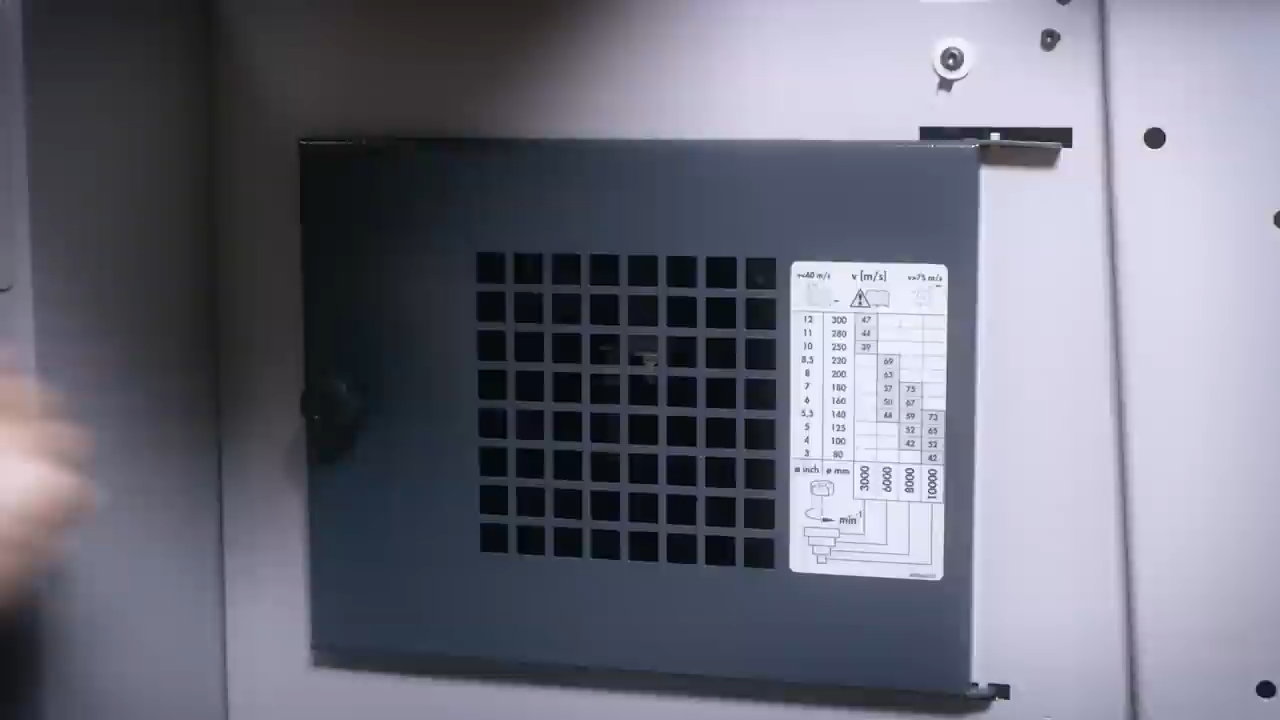 v<40 m/s v [m/s] v>75 m/s
12 300 47
11 280 44
10 250 39
8,5 220 69
8 200 63
7 180 57 75
6 160 50 67
5,5 140 44 59 73
5 125 52 65
4 100 42 52
3 80 42
ø inch ø mm 3000 6000 8000 10000
min⁻¹